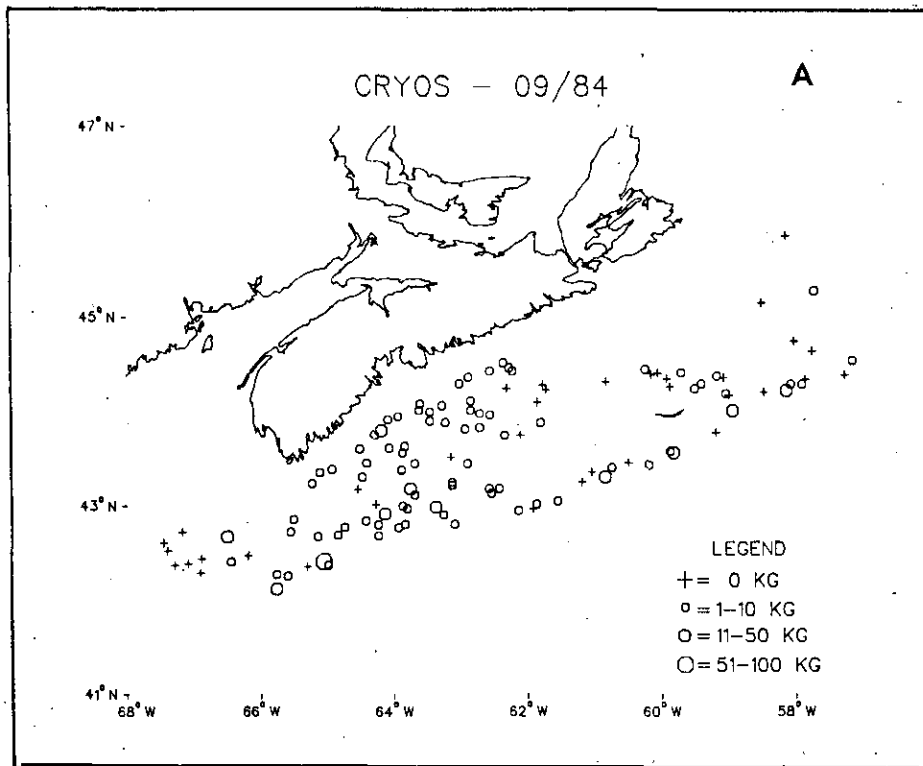 A
CRYOS — 09/84
47°N
45°N
43°N
41°N
68°W 66°W 64°W 62°W 60°W 58°W
LEGEND
+= 0 KG
o=1-10 KG
o=11-50 KG
O=51-100 KG